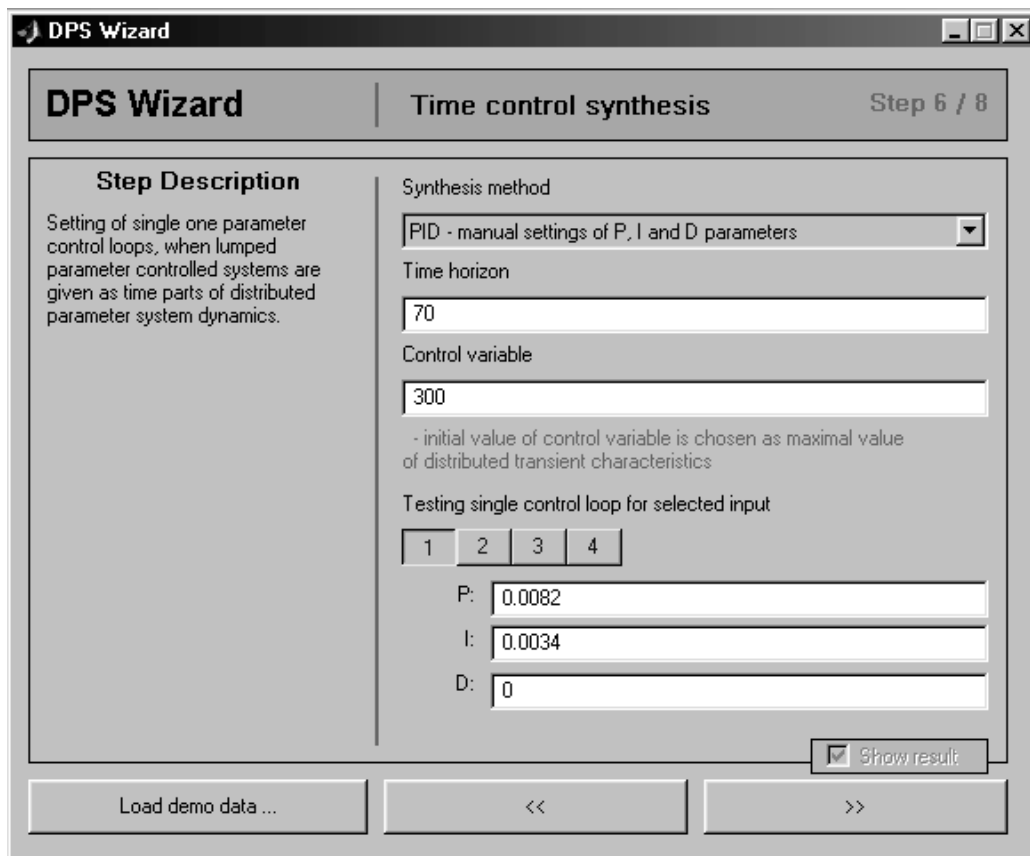 DPS Wizard
DPS Wizard
Time control synthesis
Step 6 / 8
Step Description
Setting of single one parameter
control loops, when lumped
parameter controlled systems are
given as time parts of distributed
parameter system dynamics.
Synthesis method
PID - manual settings of P, I and D parameters
Time horizon
70
Control variable
300
- initial value of control variable is chosen as maximal value
of distributed transient characteristics
Testing single control loop for selected input
1 2 3 4
P: 0.0082
I: 0.0034
D: 0
Show result
Load demo data ...
<<
>>